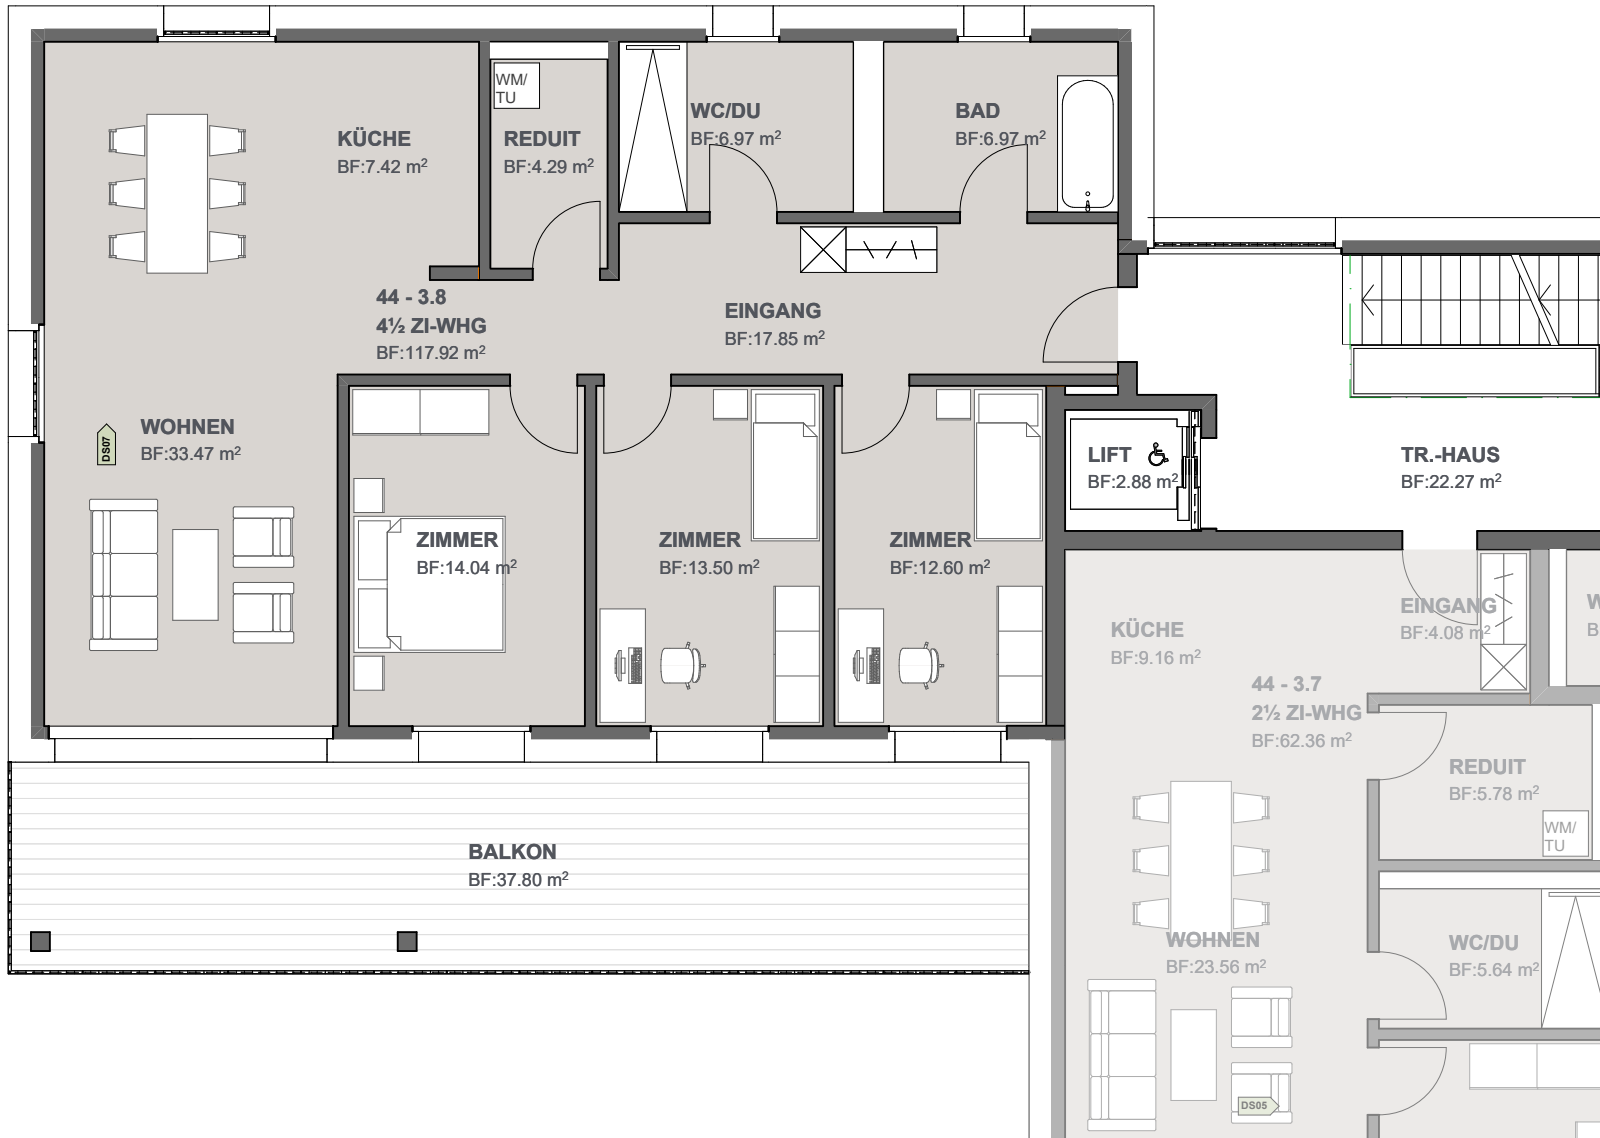 KÜCHE
BF:7.42 m²
WM/
TU
REDUIT
BF:4.29 m²
WC/DU
BF:6.97 m²
BAD
BF:6.97 m²
44 - 3.8
4½ ZI-WHG
BF:117.92 m²
EINGANG
BF:17.85 m²
WOHNEN
BF:33.47 m²
DS07
ZIMMER
BF:14.04 m²
ZIMMER
BF:13.50 m²
ZIMMER
BF:12.60 m²
LIFT
BF:2.88 m²
TR.-HAUS
BF:22.27 m²
BALKON
BF:37.80 m²
KÜCHE
BF:9.16 m²
EINGANG
BF:4.08 m²
44 - 3.7
2½ ZI-WHG
BF:62.36 m²
REDUIT
BF:5.78 m²
WM/
TU
WOHNEN
BF:23.56 m²
WC/DU
BF:5.64 m²
DS05